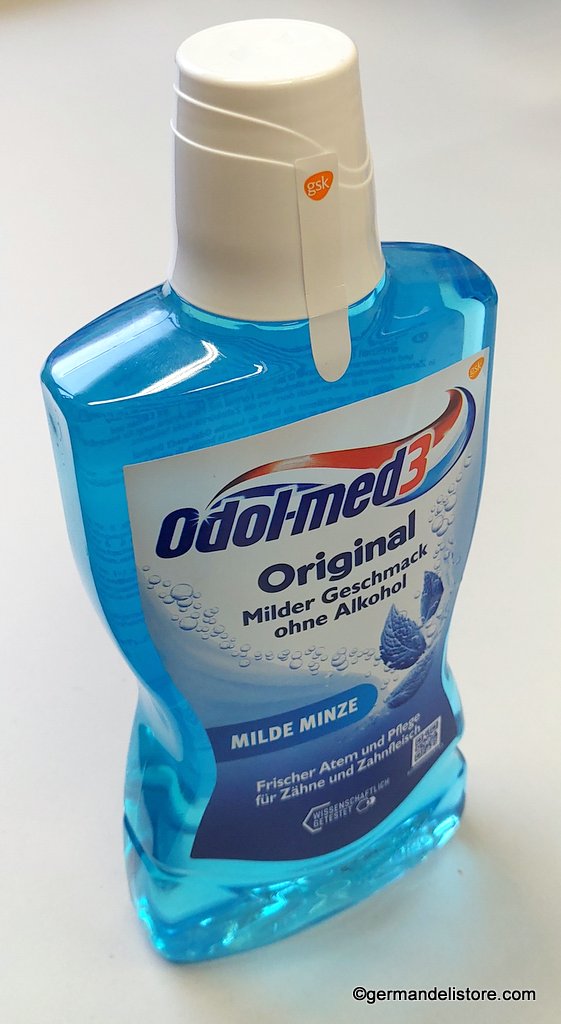 gsk
gsk
Odol-med3
Original
Milder Geschmack
ohne Alkohol
MILDE MINZE
Frischer Atem und Pflege
für Zähne und Zahnfleisch
WISSENSCHAFTLICH
GETESTET
©germandelistore.com